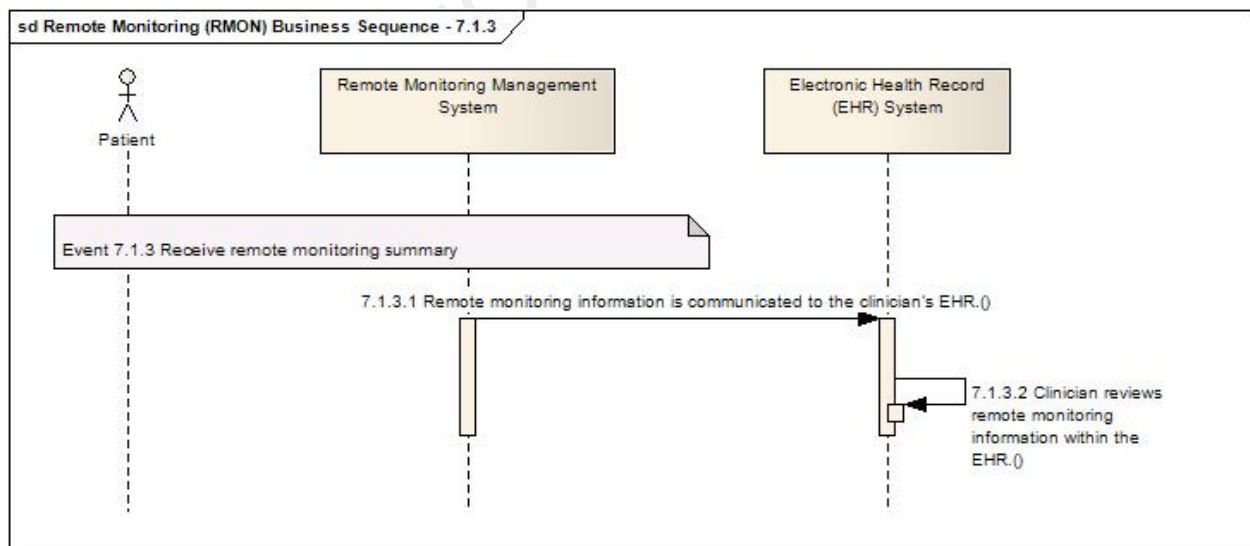 sd Remote Monitoring (RMON) Business Sequence - 7.1.3
Remote Monitoring Management
System
Electronic Health Record
(EHR) System
Patient
Event 7.1.3 Receive remote monitoring summary
7.1.3.1 Remote monitoring information is communicated to the clinician's EHR.()
7.1.3.2 Clinician reviews
remote monitoring
information within the
EHR.()